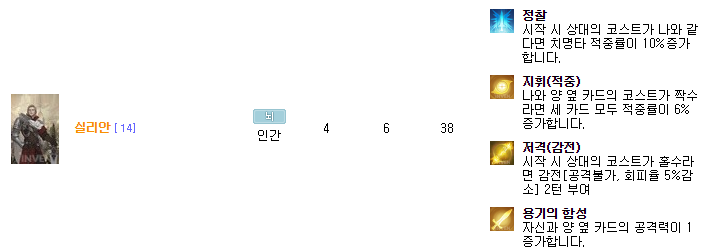 정찰
시작 시 상대의 코스트가 나와 같
다면 치명타 적중률이 10%증가
합니다.
지휘(적중)
나와 양 옆 카드의 코스트가 짝수
라면 세 카드 모두 적중률이 6%
증가합니다.
실리안 [ 14]
뇌
인간
4
6
38
저격(감전)
시작 시 상대의 코스트가 홀수라
면 감전[공격불가, 회피율 5%감
소] 2턴 부여
용기의 함성
자신과 양 옆 카드의 공격력이 1
증가합니다.